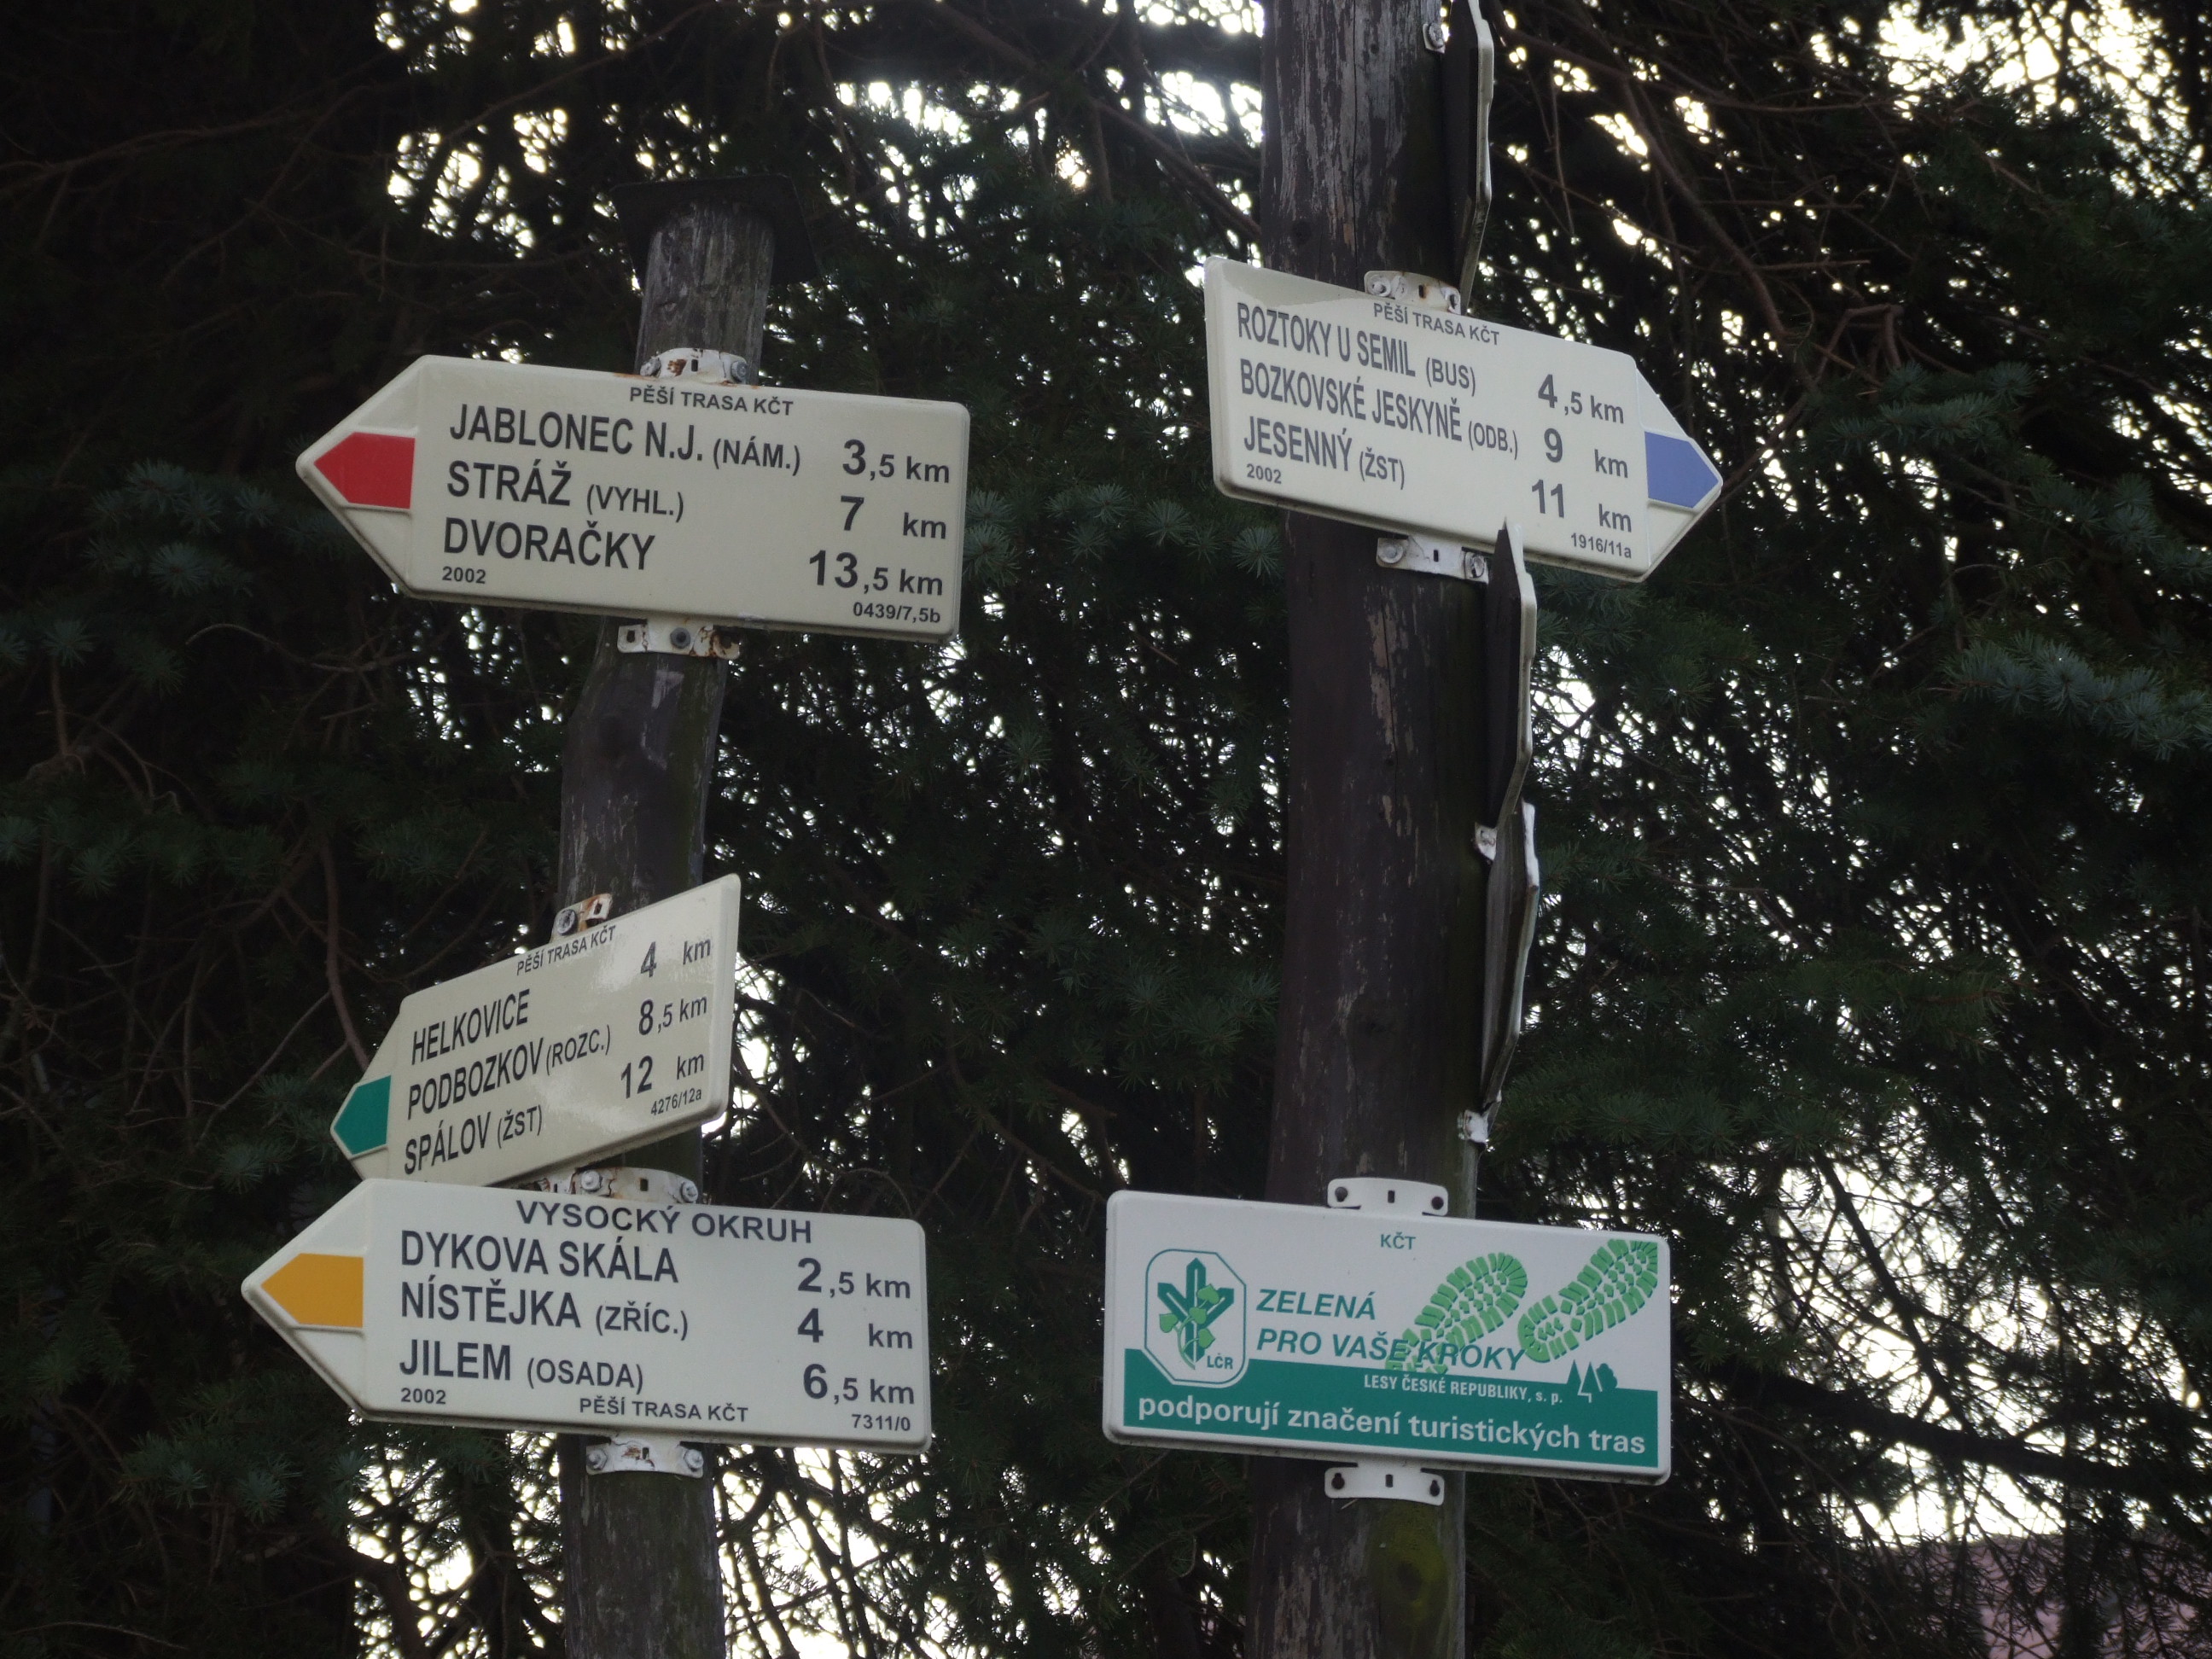 PĚŠÍ TRASA KČT
JABLONEC N.J. (NÁM.) 3,5 km
STRÁŽ (VYHL.) 7 km
DVORAČKY 13,5 km
2002 0439/7,5b
PĚŠÍ TRASA KČT
HELKOVICE 4 km
PODBOZKOV (ROZC.) 8,5 km
SPÁLOV (ŽST) 12 km
4276/12a
VYSOCKÝ OKRUH
DYKOVA SKÁLA 2,5 km
NÍSTĚJKA (ZŘÍC.) 4 km
JILEM (OSADA) 6,5 km
2002 PĚŠÍ TRASA KČT 7311/0
PĚŠÍ TRASA KČT
ROZTOKY U SEMIL (BUS) 4,5 km
BOZKOVSKÉ JESKYNĚ (ODB.) 9 km
JESENNÝ (ŽST) 11 km
2002 1916/11a
KČT
ZELENÁ
PRO VAŠE KROKY
LČR
LESY ČESKÉ REPUBLIKY, s. p.
podporují značení turistických tras